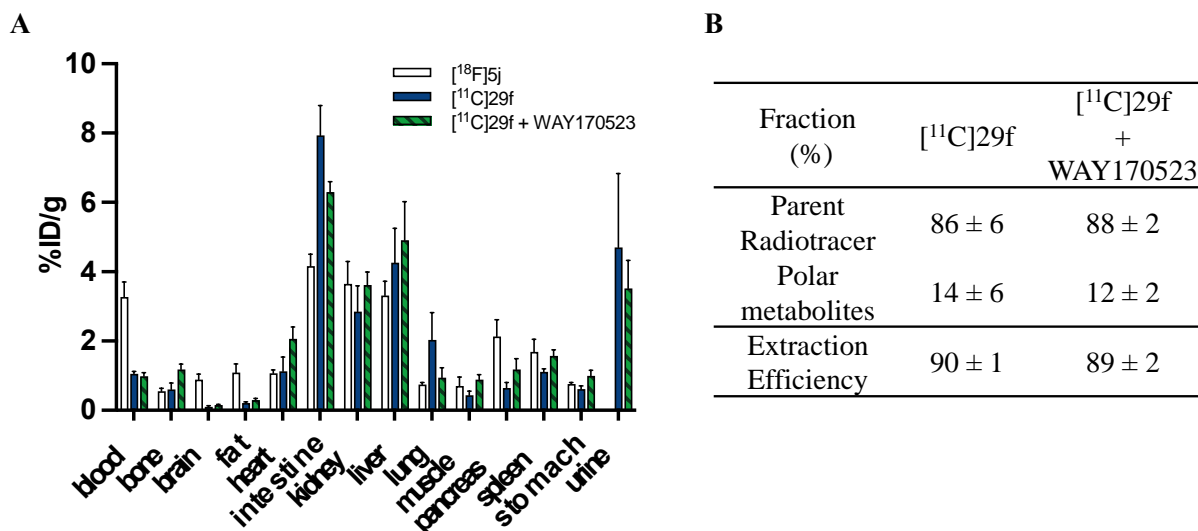 A
10
8
6
4
2
0
%ID/g
[¹⁸F]5j
[¹¹C]29f
[¹¹C]29f + WAY170523
blood
bone
brain
fat
heart
intestine
kidney
liver
lung
muscle
pancreas
spleen
stomach
urine
B
Fraction
(%)
[¹¹C]29f
[¹¹C]29f
+
WAY170523
Parent
Radiotracer
86 ± 6
88 ± 2
Polar
metabolites
14 ± 6
12 ± 2
Extraction
Efficiency
90 ± 1
89 ± 2